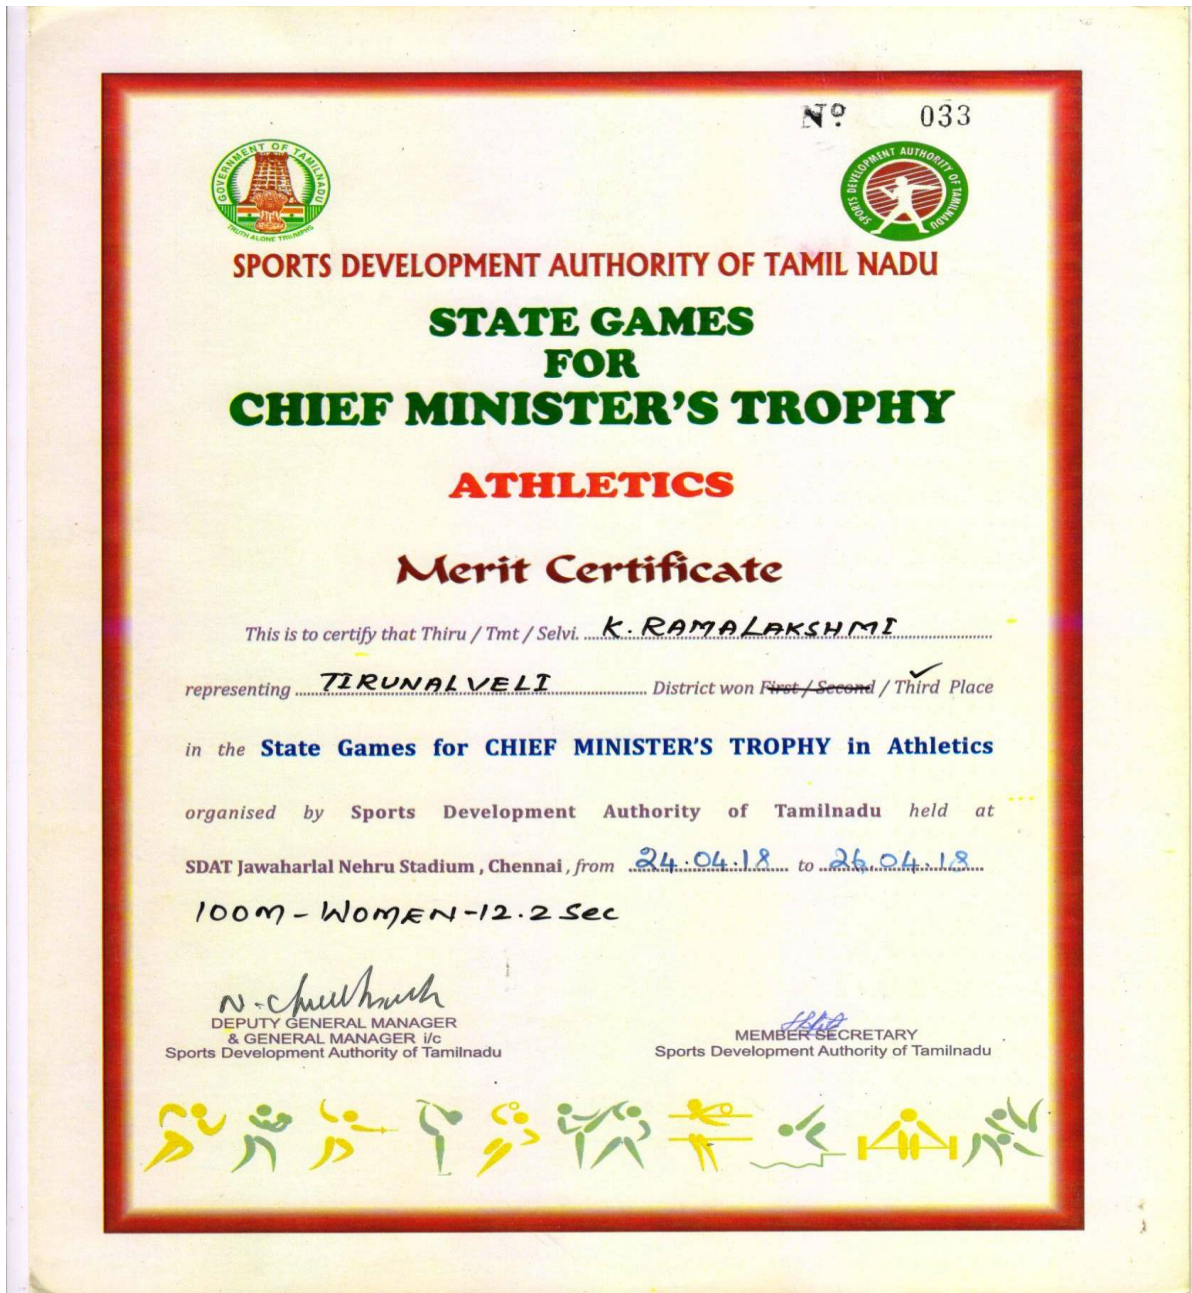 Nº. 033
GOVERNMENT OF TAMILNADU
TRUTH ALONE TRIUMPHS
SPORTS DEVELOPMENT AUTHORITY OF TAMILNADU
SPORTS DEVELOPMENT AUTHORITY OF TAMIL NADU
STATE GAMES
FOR
CHIEF MINISTER'S TROPHY
ATHLETICS
Merit Certificate
This is to certify that Thiru / Tmt / Selvi. K. RAMALAKSHMI
representing TIRUNALVELI District won First / Second / Third Place
in the State Games for CHIEF MINISTER'S TROPHY in Athletics
organised by Sports Development Authority of Tamilnadu held at
SDAT Jawaharlal Nehru Stadium , Chennai , from 24.04.18 to 26.04.18
100M - WOMEN - 12.2 Sec
DEPUTY GENERAL MANAGER
& GENERAL MANAGER i/c
Sports Development Authority of Tamilnadu
MEMBER SECRETARY
Sports Development Authority of Tamilnadu